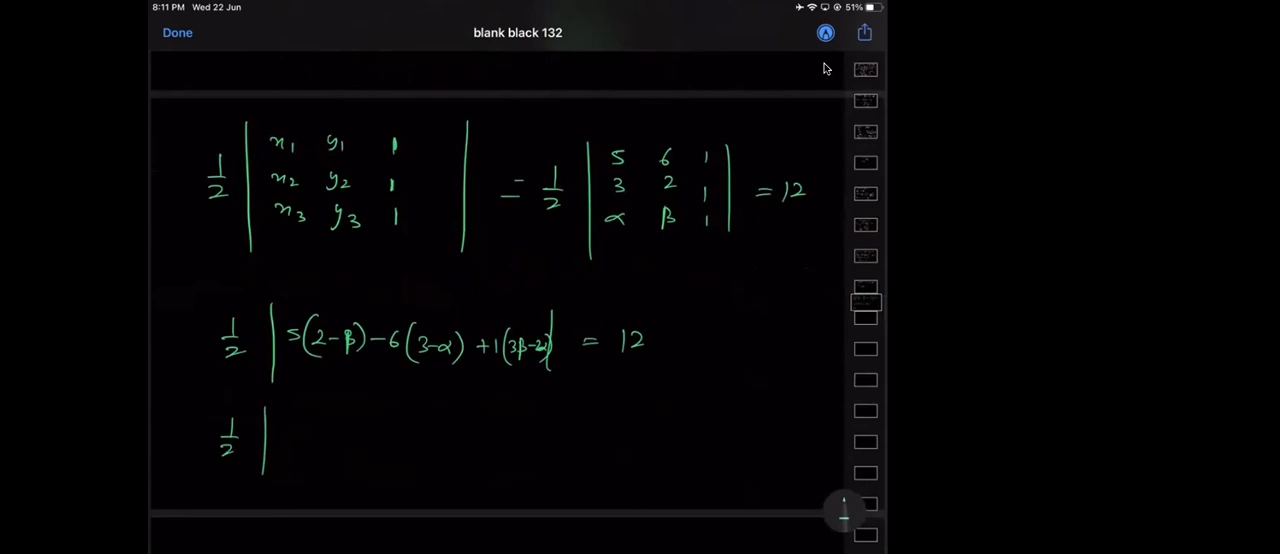 8:11 PM Wed 22 Jun 51%
Done blank black 132
1/2 | x₁ y₁ 1 | = 1/2 | 5 6 1 | = 12
x₂ y₂ 1 3 2 1
x₃ y₃ 1 α β 1
1/2 | 5(2-β) - 6(3-α) + 1(3β-2α) | = 12
1/2 |